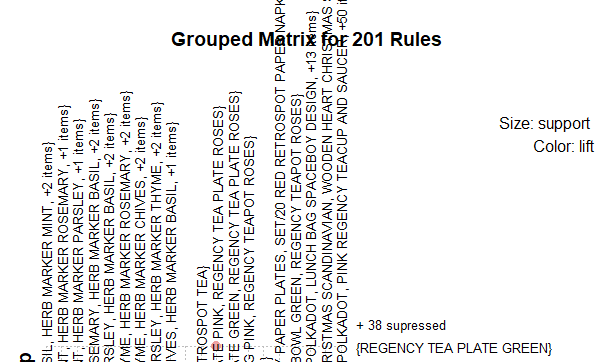 Grouped Matrix for 201 Rules
Size: support
Color: lift
SIL, HERB MARKER MINT, +2 items}
NT, HERB MARKER ROSEMARY, +1 items}
NT, HERB MARKER PARSLEY, +1 items}
SEMARY, HERB MARKER BASIL, +2 items}
RSLEY, HERB MARKER BASIL, +2 items}
YME, HERB MARKER ROSEMARY, +2 items}
YME, HERB MARKER CHIVES, +2 items}
RSLEY, HERB MARKER THYME, +2 items}
IVES, HERB MARKER BASIL, +1 items}
TROSPOT TEA}
ATE PINK, REGENCY TEA PLATE ROSES}
ATE GREEN, REGENCY TEA PLATE ROSES}
G PINK, REGENCY TEAPOT ROSES}
PAPER PLATES, SET/20 RED RETROSPOT PAPER NAPK
BOWL GREEN, REGENCY TEAPOT ROSES}
POLKADOT, LUNCH BAG SPACEBOY DESIGN, +13 items}
RISTMAS SCANDINAVIAN, WOODEN HEART CHRISTMAS
POLKADOT, PINK REGENCY TEACUP AND SAUCER, +50 i
+ 38 supressed
{REGENCY TEA PLATE GREEN}